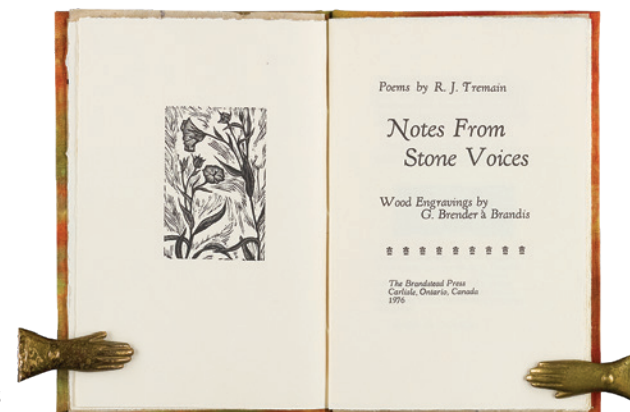 Poems by R. J. Tremain
Notes From
Stone Voices
Wood Engravings by
G. Brender à Brandis
The Brandstead Press
Carlisle, Ontario, Canada
1976